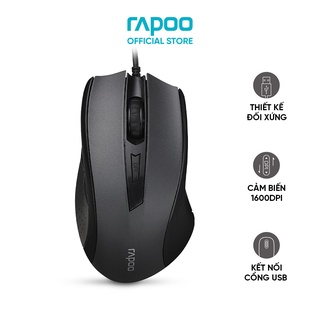 rapoo
OFFICIAL STORE
THIẾT KẾ
ĐỐI XỨNG
CẢM BIẾN
1600DPI
KẾT NỐI
CỔNG USB
rapoo